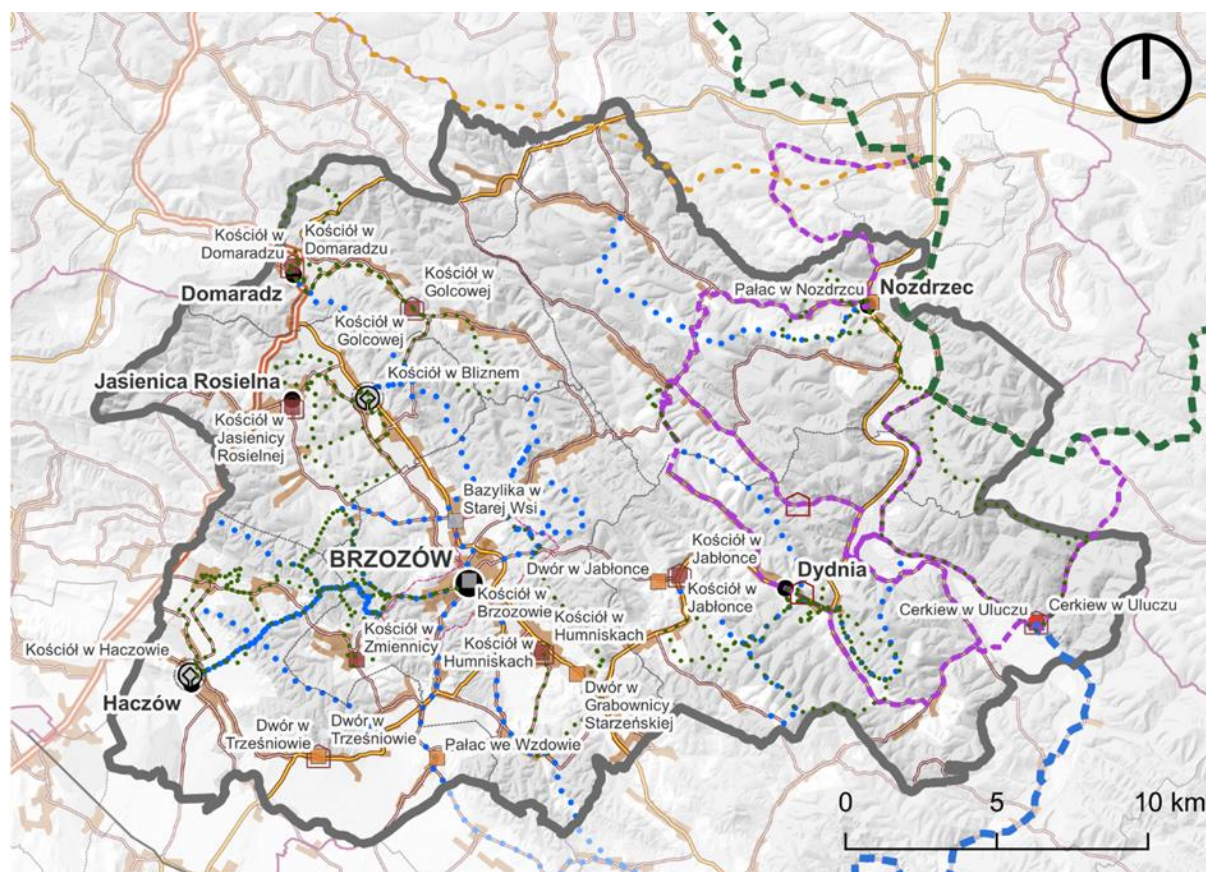 Kościół w
Domaradzu
Kościół w
Domaradzu
Domaradz
Kościół w
Golcowej
Kościół w
Golcowej
Pałac w Nozdrzcu
Nozdrzec
Jasienica Rosielna
Kościół w Bliznem
Kościół w
Jasienicy
Rosielnej
Bazylika w
Starej Wsi
BRZOZÓW
Kościół w
Brzozowie
Dwór w Jabłonce
Kościół w
Jabłonce
Kościół w
Jabłonce
Dydnia
Cerkiew w Uluczu
Cerkiew w Uluczu
Kościół w
Humniskach
Kościół w
Humniskach
Kościół w
Zmiennicy
Kościół w Haczowie
Haczów
Dwór w
Grabownicy
Starzeńskiej
Dwór w
Trześniowie
Dwór w
Trześniowie
Pałac we Wzdowie
0 5 10 km